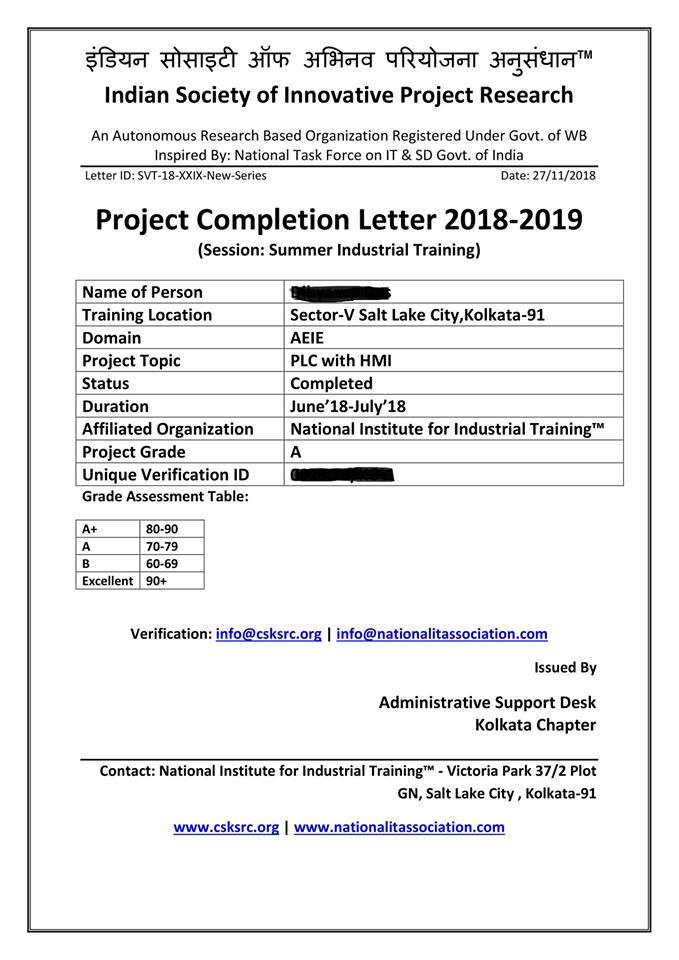 इंडियन सोसाइटी ऑफ अभिनव परियोजना अनुसंधान™
Indian Society of Innovative Project Research
An Autonomous Research Based Organization Registered Under Govt. of WB
Inspired By: National Task Force on IT & SD Govt. of India
Letter ID: SVT-18-XXIX-New-Series Date: 27/11/2018
Project Completion Letter 2018-2019
(Session: Summer Industrial Training)
Name of Person
Training Location Sector-V Salt Lake City,Kolkata-91
Domain AEIE
Project Topic PLC with HMI
Status Completed
Duration June’18-July’18
Affiliated Organization National Institute for Industrial Training™
Project Grade A
Unique Verification ID
Grade Assessment Table:
A+ 80-90
A 70-79
B 60-69
Excellent 90+
Verification: info@csksrc.org | info@nationalitassociation.com
Issued By
Administrative Support Desk
Kolkata Chapter
Contact: National Institute for Industrial Training™ - Victoria Park 37/2 Plot
GN, Salt Lake City , Kolkata-91
www.csksrc.org | www.nationalitassociation.com